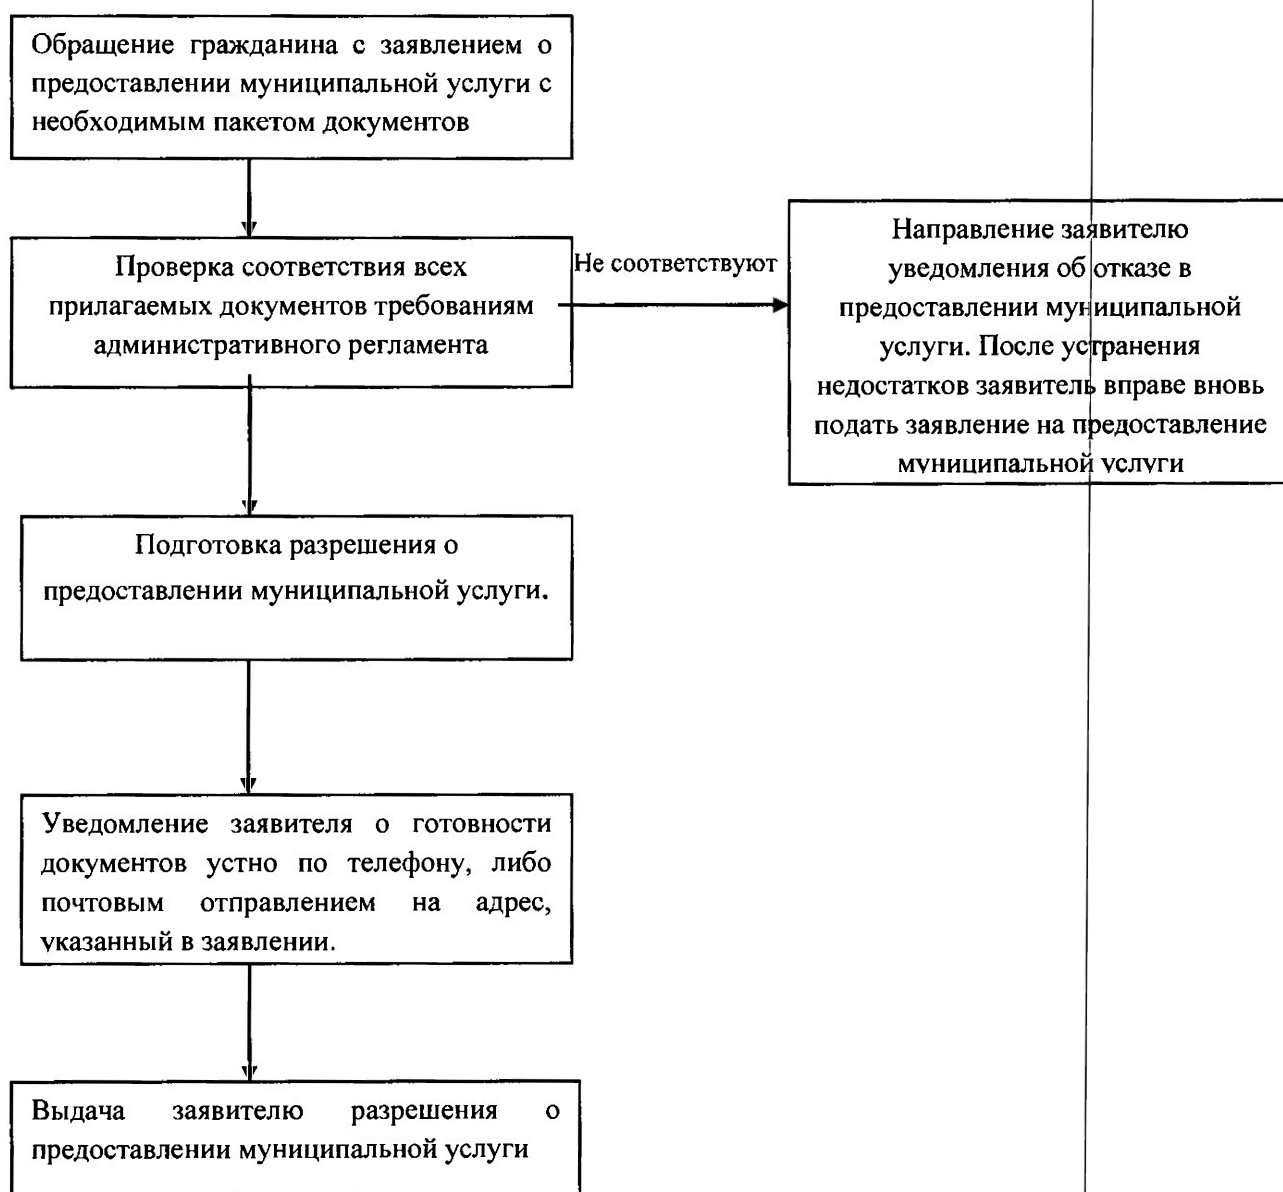 Обращение гражданина с заявлением о
предоставлении муниципальной услуги с
необходимым пакетом документов
Проверка соответствия всех
прилагаемых документов требованиям
административного регламента
Не соответствуют
Направление заявителю
уведомления об отказе в
предоставлении муниципальной
услуги. После устранения
недостатков заявитель вправе вновь
подать заявление на предоставление
муниципальной услуги
Подготовка разрешения о
предоставлении муниципальной услуги.
Уведомление заявителя о готовности
документов устно по телефону, либо
почтовым отправлением на адрес,
указанный в заявлении.
Выдача заявителю разрешения о
предоставлении муниципальной услуги